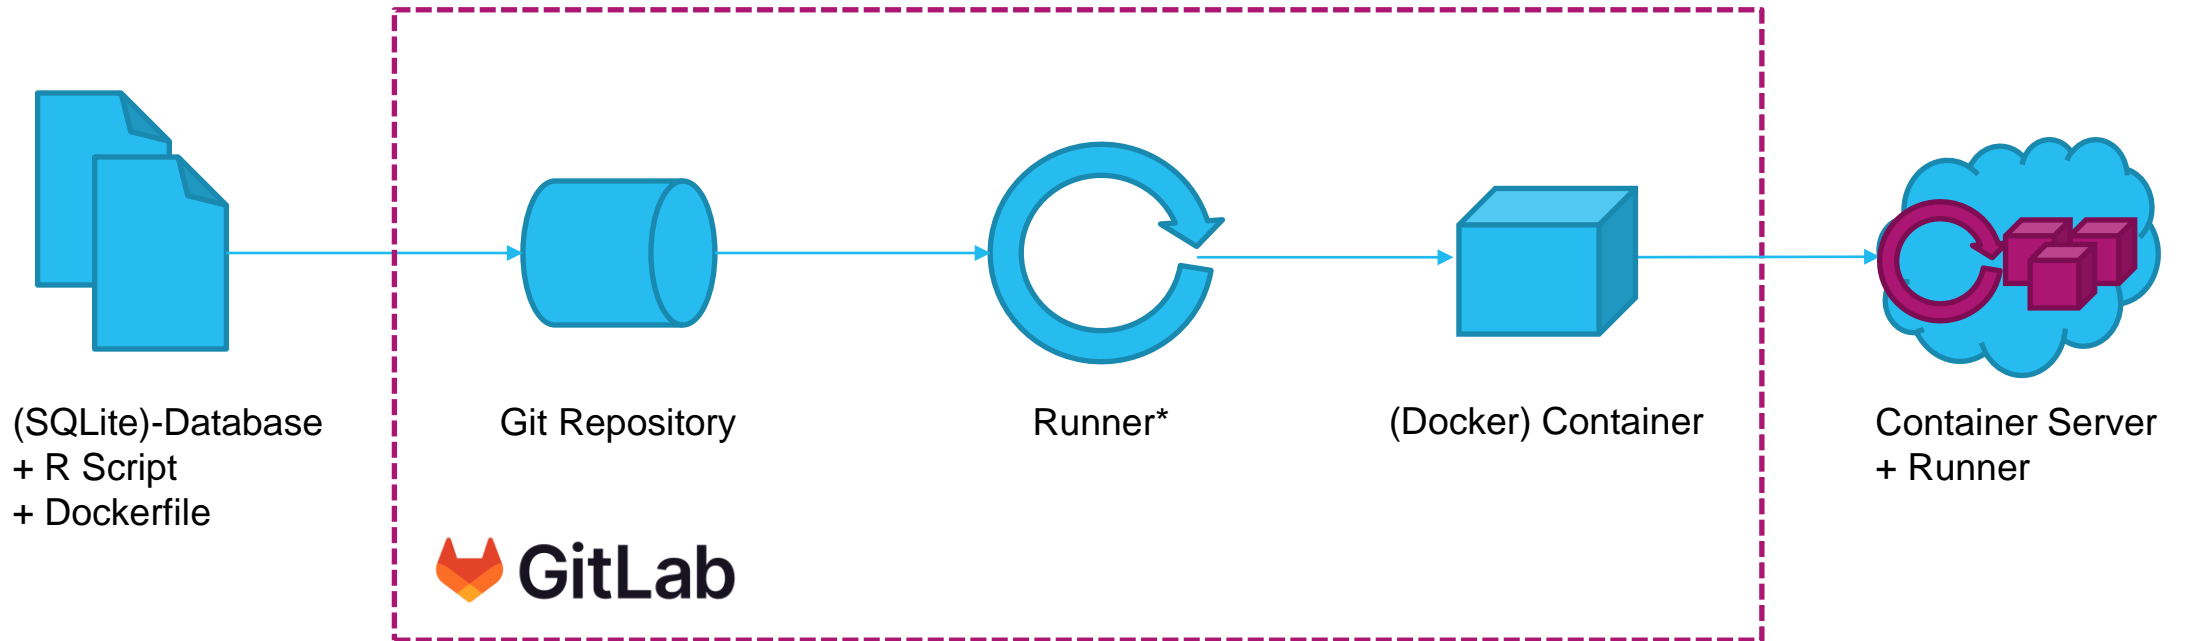 (SQLite)-Database
+ R Script
+ Dockerfile
Git Repository
Runner*
(Docker) Container
Container Server
+ Runner
GitLab